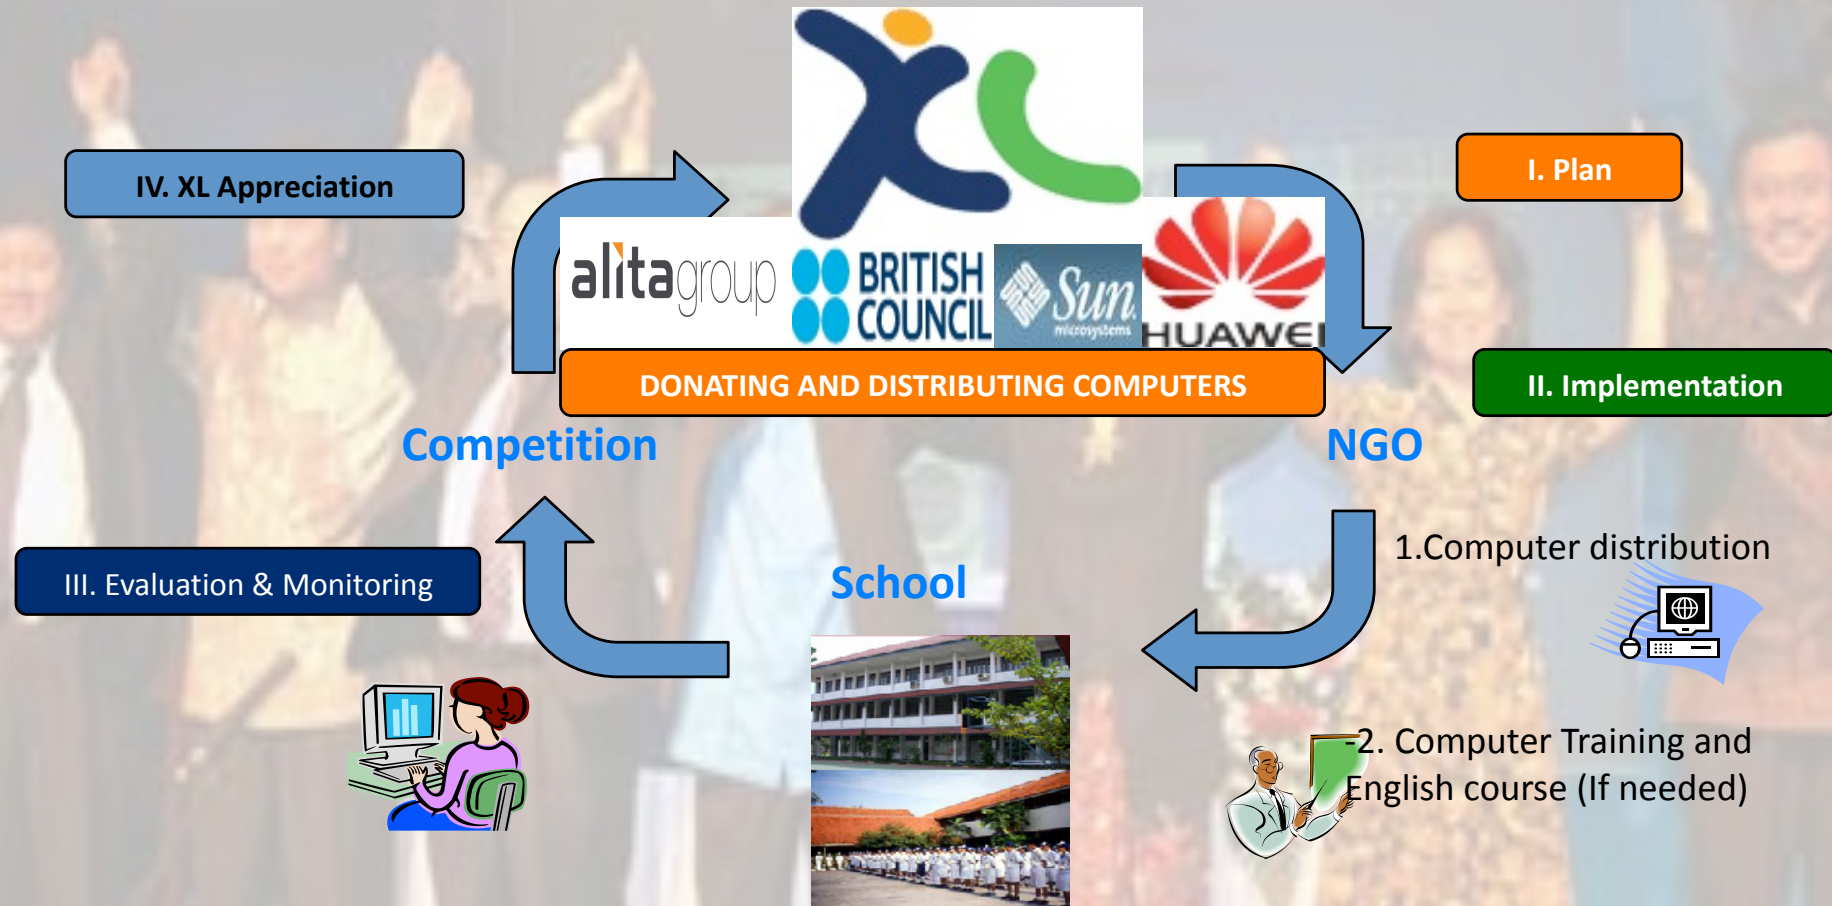 IV. XL Appreciation
I. Plan
alitagroup
BRITISH
COUNCIL
Sun
microsystems
HUAWEI
DONATING AND DISTRIBUTING COMPUTERS
II. Implementation
Competition
NGO
1.Computer distribution
III. Evaluation & Monitoring
School
-2. Computer Training and
English course (If needed)